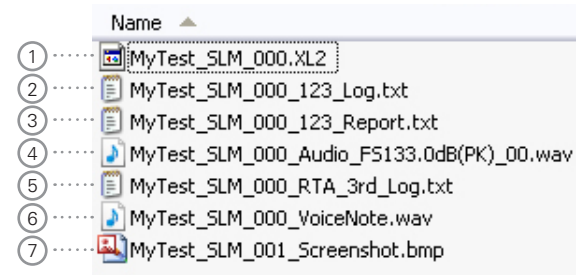 Name
1 MyTest_SLM_000.XL2
2 MyTest_SLM_000_123_Log.txt
3 MyTest_SLM_000_123_Report.txt
4 MyTest_SLM_000_Audio_FS133.0dB(PK)_00.wav
5 MyTest_SLM_000_RTA_3rd_Log.txt
6 MyTest_SLM_000_VoiceNote.wav
7 MyTest_SLM_001_Screenshot.bmp